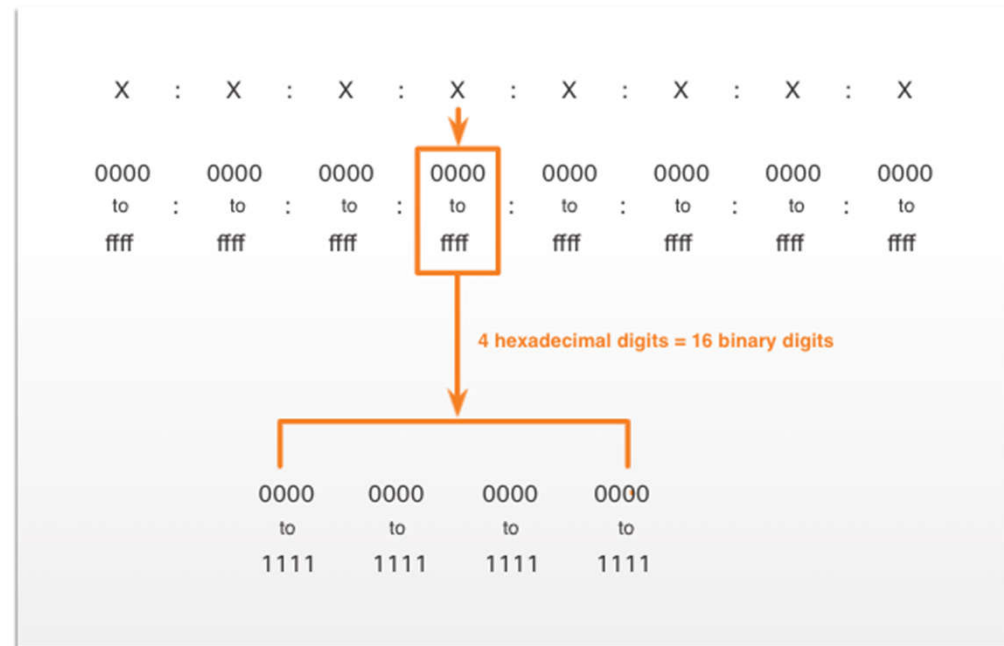 X : X : X : X : X : X : X : X
0000 0000 0000 0000 0000 0000 0000 0000
to : to : to : to : to : to : to : to
ffff ffff ffff ffff ffff ffff ffff ffff
4 hexadecimal digits = 16 binary digits
0000 0000 0000 0000
to to to to
1111 1111 1111 1111